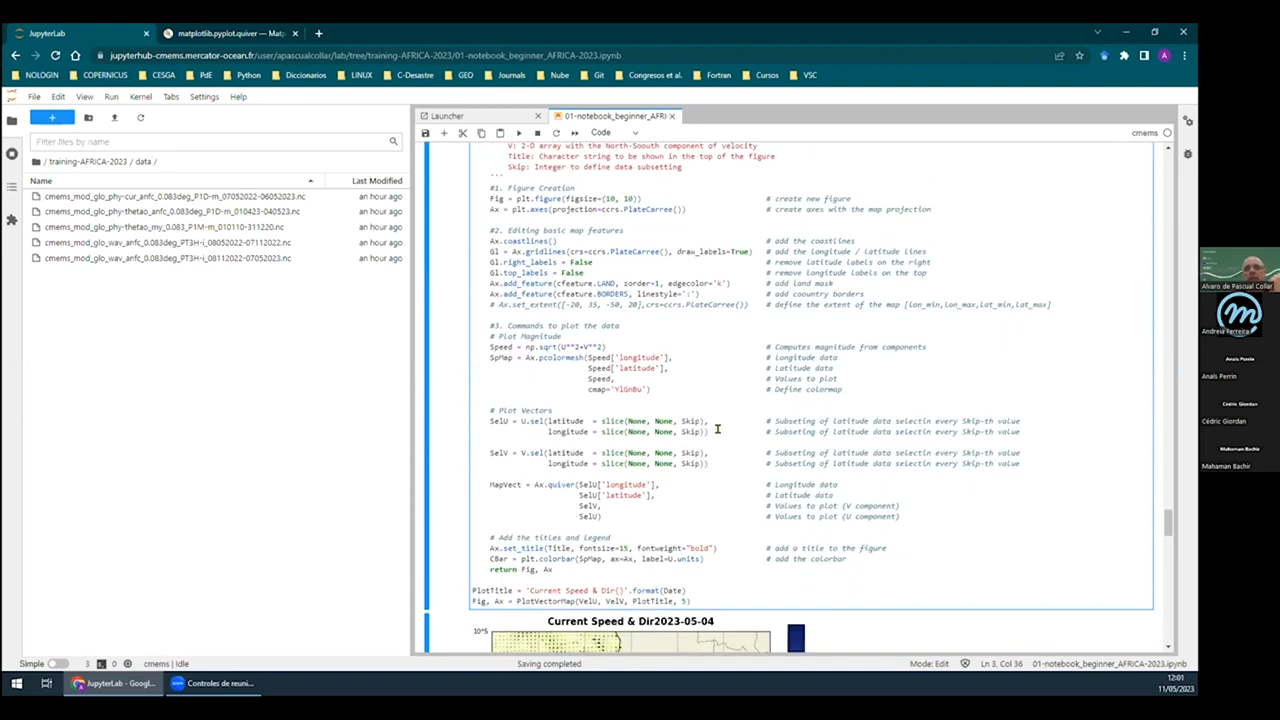 JupyterLab
matplotlib.pyplot.quiver — Mat
jupyterhub-cmems.mercator-ocean.fr/user/apascualcollar/lab/tree/training-AFRICA-2023/01-notebook_beginner_AFRICA-2023.ipynb
NOLOGIN COPERNICUS CESGA PdE Python Diccionarios LINUX C-Desastre GEO Journals Nube Git Congresos et al. Fortran Cursos VSC
File Edit View Run Kernel Tabs Settings Help
Filter files by name
/ training-AFRICA-2023 / data /
Name Last Modified
cmems_mod_glo_phy-cur_anfc_0.083deg_P1D-m_07052022-06052023.nc an hour ago
cmems_mod_glo_phy-thetao_anfc_0.083deg_P1D-m_010423-040523.nc an hour ago
cmems_mod_glo_phy-thetao_my_0.083_P1M-m_010110-311220.nc an hour ago
cmems_mod_glo_wav_anfc_0.083deg_PT3H-i_08052022-07112022.nc an hour ago
cmems_mod_glo_wav_anfc_0.083deg_PT3H-i_08112022-07052023.nc an hour ago
Launcher
01-notebook_beginner_AFRI
Code
cmems
V: 2-D array with the North-Soouth component of velocity
Title: Character string to be shown in the top of the figure
Skip: Integer to define data subsetting
'''
#1. Figure Creation
Fig = plt.figure(figsize=(10, 10)) # create new figure
Ax = plt.axes(projection=ccrs.PlateCarree()) # create axes with the map projection
#2. Editing basic map features
Ax.coastlines() # add the coastlines
Gl = Ax.gridlines(crs=ccrs.PlateCarree(), draw_labels=True) # add the longitude / latitude lines
Gl.right_labels = False # remove latitude labels on the right
Gl.top_labels = False # remove longitude labels on the top
Ax.add_feature(cfeature.LAND, zorder=1, edgecolor='k') # add land mask
Ax.add_feature(cfeature.BORDERS, linestyle=':') # add coountry borders
# Ax.set_extent([-20, 35, -50, 20],crs=ccrs.PlateCarree()) # define the extent of the map [lon_min,lon_max,lat_min,lat_max]
#3. Commands to plot the data
# Plot Magnitude
Speed = np.sqrt(U**2+V**2) # Computes magnitude from components
SpMap = Ax.pcolormesh(Speed['longitude'], # Longitude data
Speed['latitude'], # Latitude data
Speed, # Values to plot
cmap='YlGnBu') # Define colormap
# Plot Vectors
SelU = U.sel(latitude = slice(None, None, Skip), # Subseting of latitude data selectin every Skip-th value
longitude = slice(None, None, Skip)) # Subseting of latitude data selectin every Skip-th value
SelV = V.sel(latitude = slice(None, None, Skip), # Subseting of latitude data selectin every Skip-th value
longitude = slice(None, None, Skip)) # Subseting of latitude data selectin every Skip-th value
MapVect = Ax.quiver(SelU['longitude'], # Longitude data
SelU['latitude'], # Latitude data
SelV, # Values to plot (V component)
SelU) # Values to plot (U component)
# Add the titles and legend
Ax.set_title(Title, fontsize=15, fontweight="bold") # add a title to the figure
CBar = plt.colorbar(SpMap, ax=Ax, label=U.units) # add the colorbar
return Fig, Ax
PlotTitle = 'Current Speed & Dir{}'.format(Date)
Fig, Ax = PlotVectorMap(VelU, VelV, PlotTitle, 5)
Current Speed & Dir2023-05-04
10°S
Simple 3 0 cmems | Idle Saving completed Mode: Edit Ln 3, Col 36 01-notebook_beginner_AFRICA-2023.ipynb
JupyterLab - Googl...
Controles de reuni...
12:01
11/05/2023
Alvaro de Pascual Collar
Andreia Ferreira
Anaïs Perrin
Anaïs Perrin
Cédric Giordan
Cédric Giordan
Mahaman Bachir
Mahaman Bachir